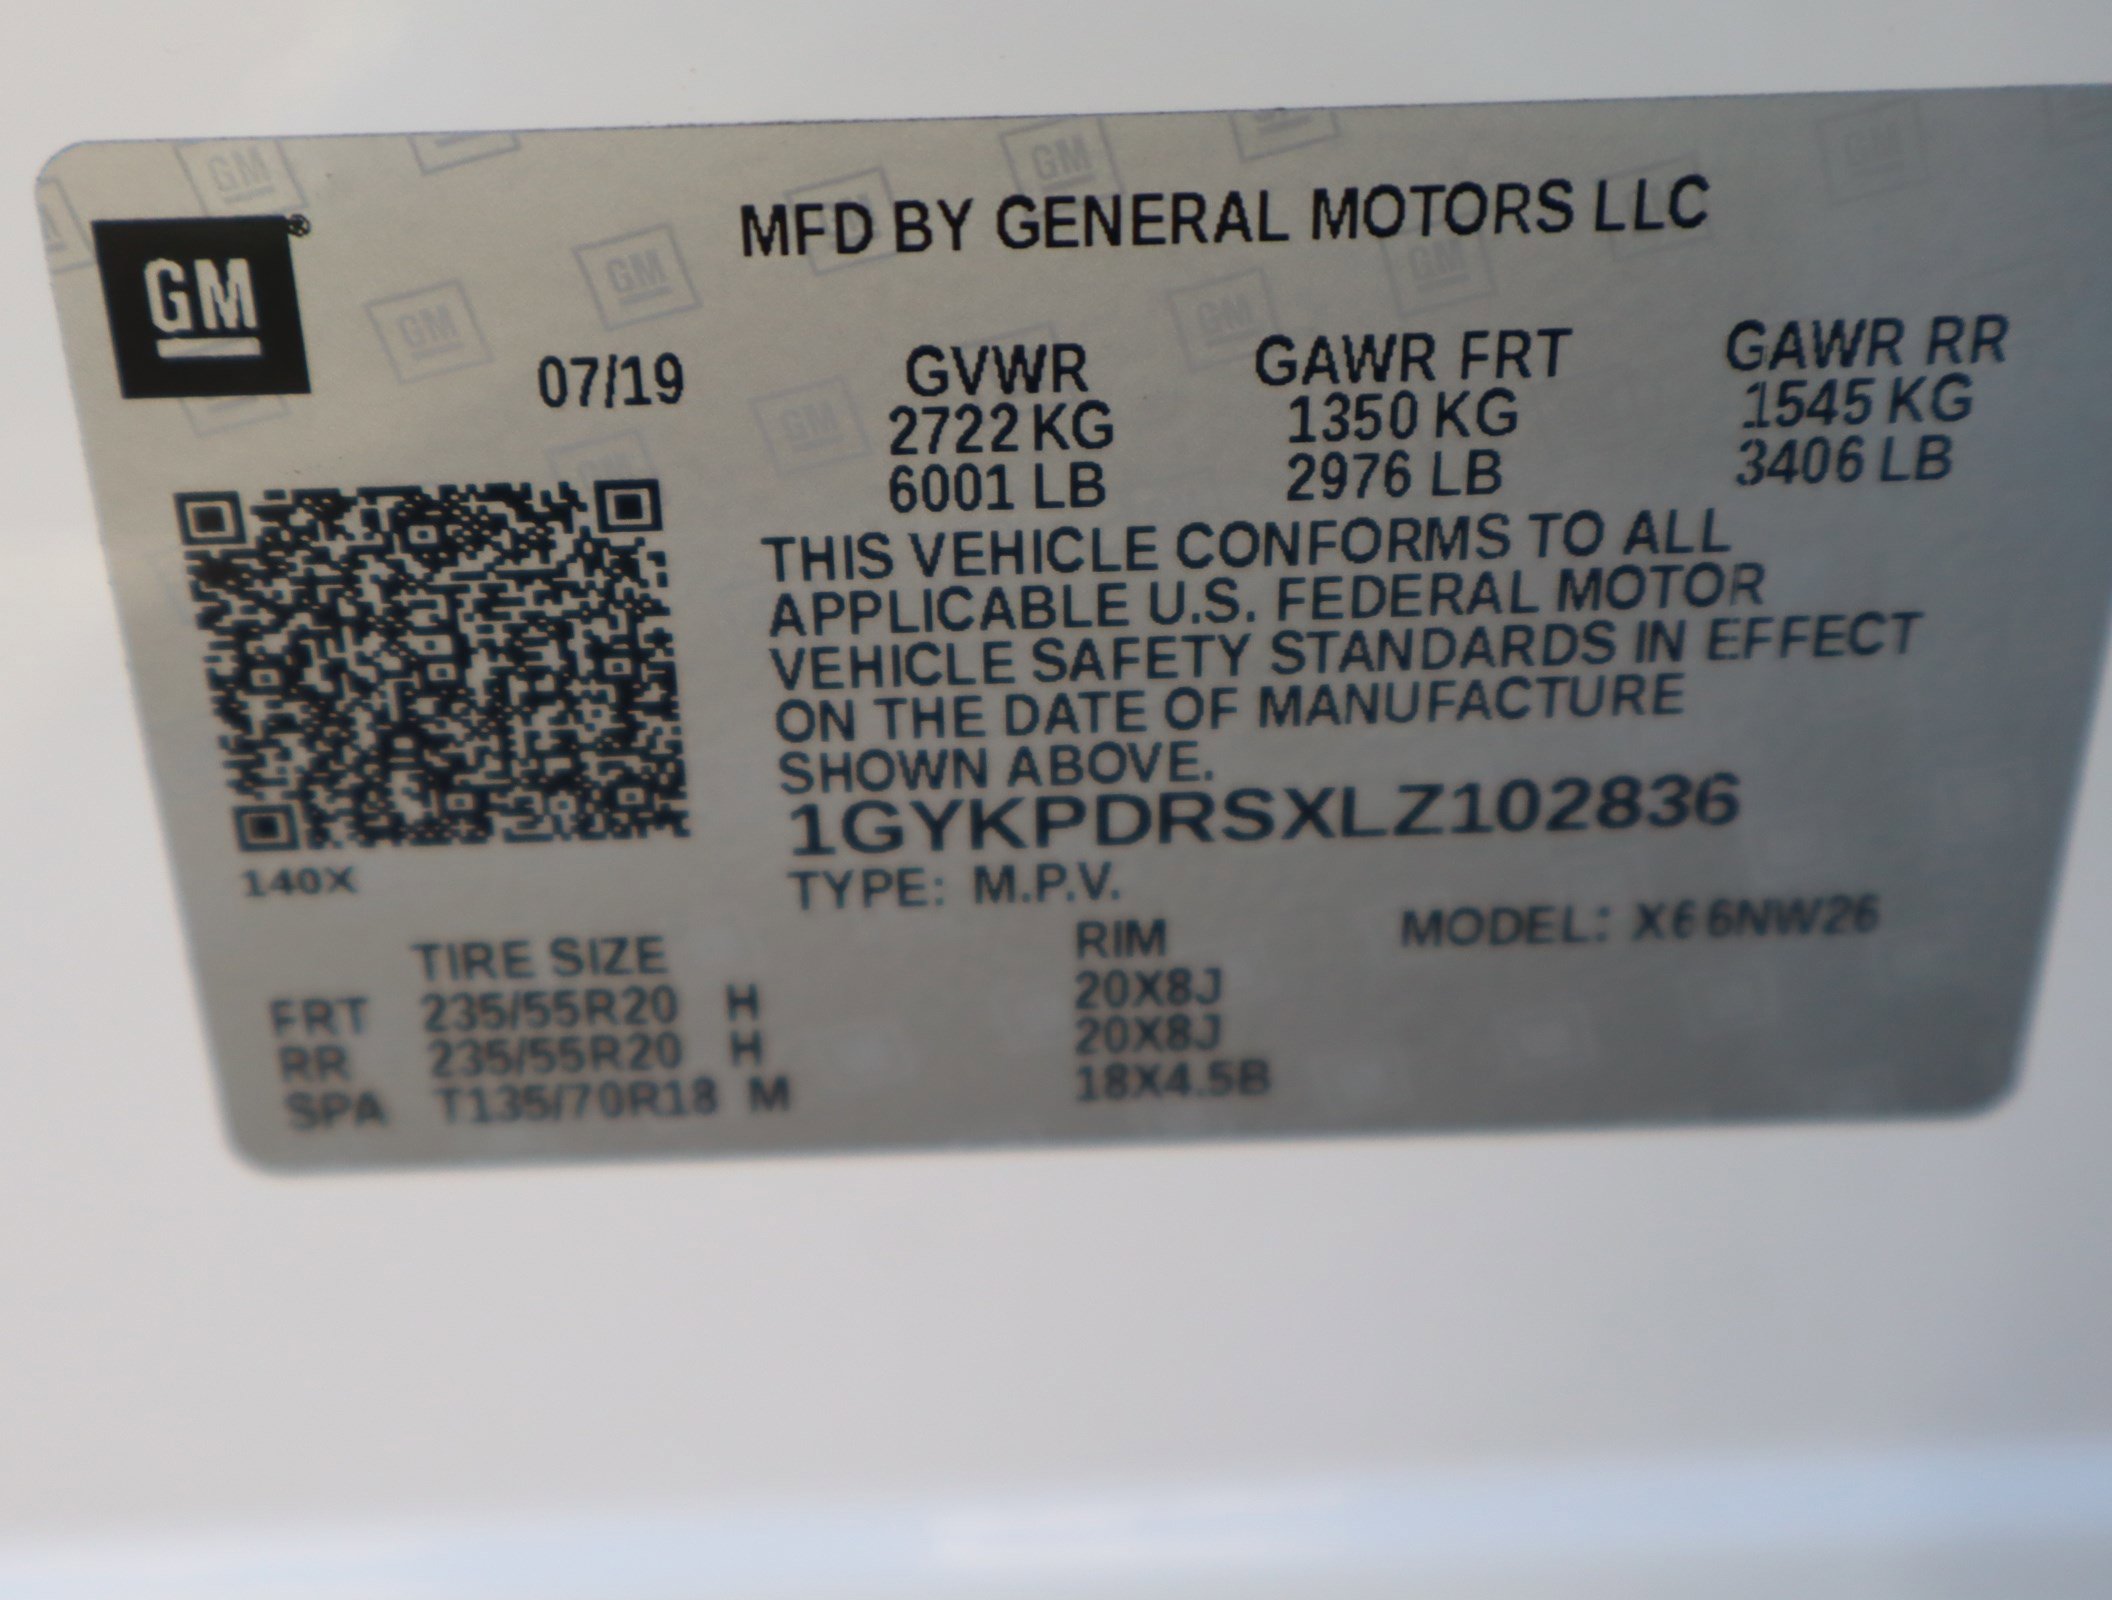 MFD BY GENERAL MOTORS LLC
GM®
07/19
GVWR GAWR FRT GAWR RR
2722 KG 1350 KG 1545 KG
6001 LB 2976 LB 3406 LB
THIS VEHICLE CONFORMS TO ALL
APPLICABLE U.S. FEDERAL MOTOR
VEHICLE SAFETY STANDARDS IN EFFECT
ON THE DATE OF MANUFACTURE
SHOWN ABOVE.
1GYKPDRSXLZ102836
140X
TYPE: M.P.V. MODEL: X66NW26
TIRE SIZE RIM
FRT 235/55R20 H 20X8J
RR 235/55R20 H 20X8J
SPA T135/70R18 M 18X4.5B